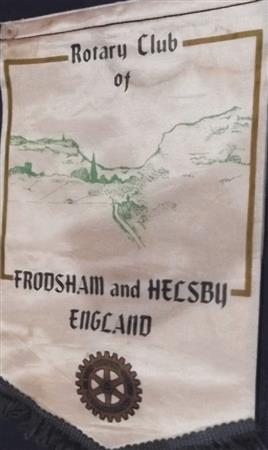 Rotary Club
of
FRODSHAM and HELSBY
ENGLAND